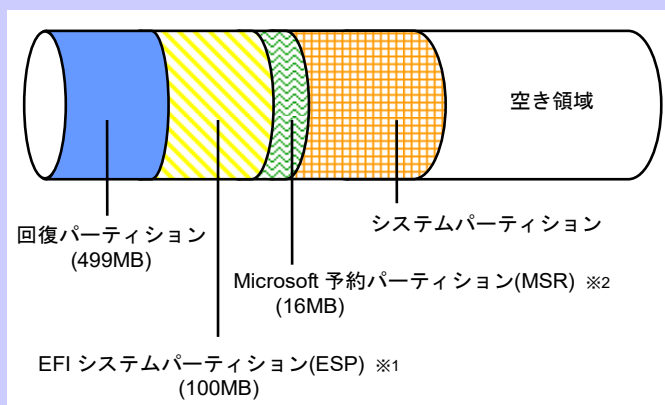 空き領域
回復パーティション
(499MB)
システムパーティション
Microsoft 予約パーティション(MSR) ※2
(16MB)
EFI システムパーティション(ESP) ※1
(100MB)